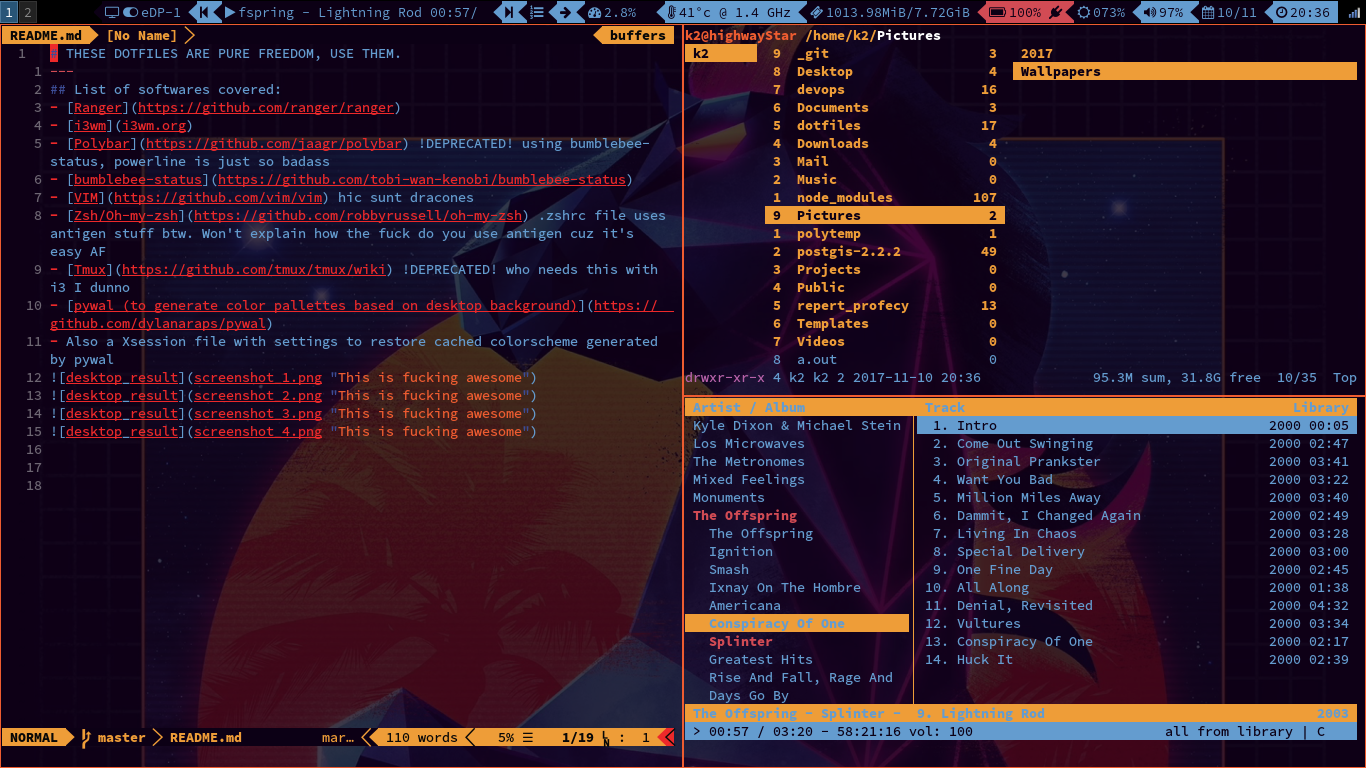 1 2 eDP-1 fspring - Lightning Rod 00:57/ 2.8% 41°c @ 1.4 GHz 1013.98MiB/7.72GiB 100% 073% 97% 10/11 20:36
README.md [No Name] buffers
1 # THESE DOTFILES ARE PURE FREEDOM, USE THEM.
1 ---
2 ## List of softwares covered:
3 - [Ranger](https://github.com/ranger/ranger)
4 - [i3wm](i3wm.org)
5 - [Polybar](https://github.com/jaagr/polybar) !DEPRECATED! using bumblebee-
status, powerline is just so badass
6 - [bumblebee-status](https://github.com/tobi-wan-kenobi/bumblebee-status)
7 - [VIM](https://github.com/vim/vim) hic sunt dracones
8 - [Zsh/Oh-my-zsh](https://github.com/robbyrussell/oh-my-zsh) .zshrc file uses
antigen stuff btw. Won't explain how the fuck do you use antigen cuz it's
easy AF
9 - [Tmux](https://github.com/tmux/tmux/wiki) !DEPRECATED! who needs this with
i3 I dunno
10 - [pywal (to generate color pallettes based on desktop background)](https://
github.com/dylanaraps/pywal)
11 - Also a Xsession file with settings to restore cached colorscheme generated
by pywal
12 ![desktop_result](screenshot_1.png "This is fucking awesome")
13 ![desktop_result](screenshot_2.png "This is fucking awesome")
14 ![desktop_result](screenshot_3.png "This is fucking awesome")
15 ![desktop_result](screenshot_4.png "This is fucking awesome")
16
17
18
NORMAL master README.md mar… 110 words 5% ☰ 1/19 LN : 1
k2@highwayStar /home/k2/Pictures
k2
9 _git 3
8 Desktop 4
7 devops 16
6 Documents 3
5 dotfiles 17
4 Downloads 4
3 Mail 0
2 Music 0
1 node_modules 107
9 Pictures 2
1 polytemp 1
2 postgis-2.2.2 49
3 Projects 0
4 Public 0
5 repert_profecy 13
6 Templates 0
7 Videos 0
8 a.out 0
2017
Wallpapers
drwxr-xr-x 4 k2 k2 2 2017-11-10 20:36 95.3M sum, 31.8G free 10/35 Top
Artist / Album
Kyle Dixon & Michael Stein
Los Microwaves
The Metronomes
Mixed Feelings
Monuments
The Offspring
The Offspring
Ignition
Smash
Ixnay On The Hombre
Americana
Conspiracy Of One
Splinter
Greatest Hits
Rise And Fall, Rage And
Days Go By
Track Library
1. Intro 2000 00:05
2. Come Out Swinging 2000 02:47
3. Original Prankster 2000 03:41
4. Want You Bad 2000 03:22
5. Million Miles Away 2000 03:40
6. Dammit, I Changed Again 2000 02:49
7. Living In Chaos 2000 03:28
8. Special Delivery 2000 03:00
9. One Fine Day 2000 02:45
10. All Along 2000 01:38
11. Denial, Revisited 2000 04:32
12. Vultures 2000 03:34
13. Conspiracy Of One 2000 02:17
14. Huck It 2000 02:39
The Offspring - Splinter - 9. Lightning Rod 2003
> 00:57 / 03:20 - 58:21:16 vol: 100 all from library | C